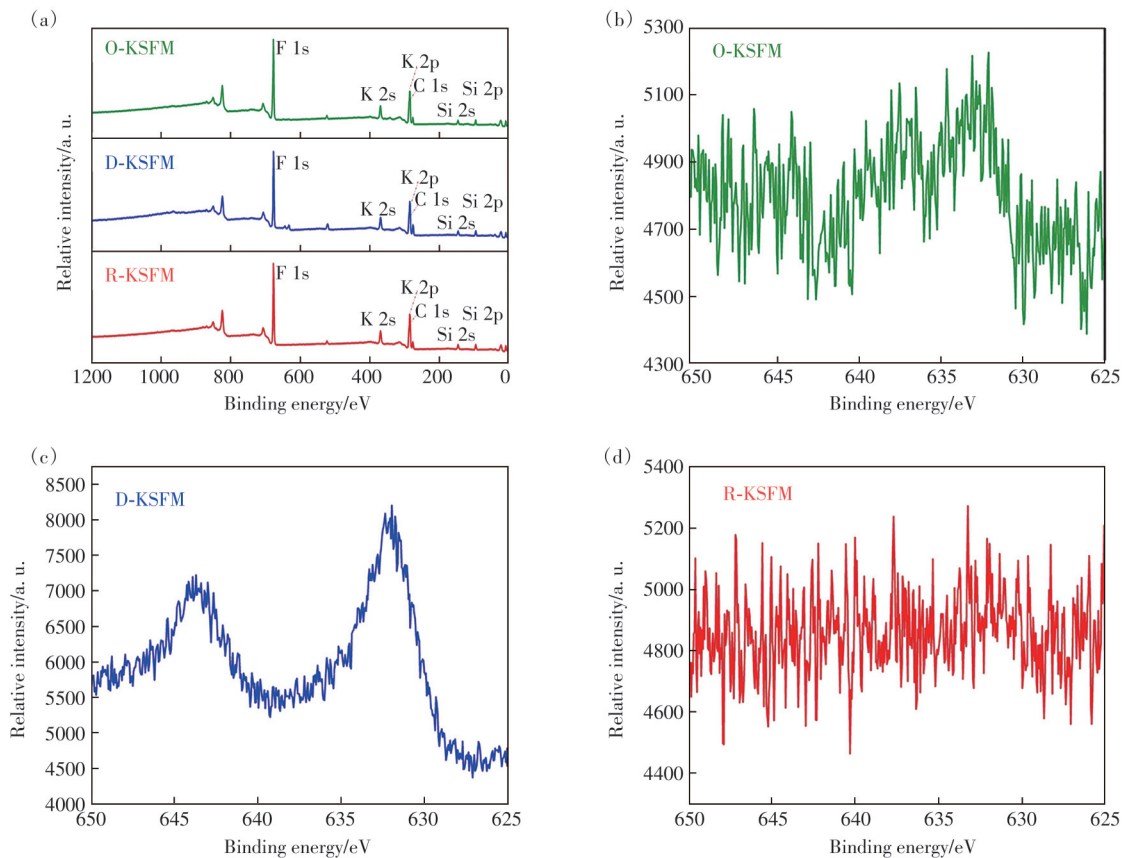 (a)
O-KSFM
F 1s
K 2p
C 1s
Si 2p
K 2s
Si 2s
D-KSFM
F 1s
K 2p
C 1s
Si 2p
K 2s
Si 2s
R-KSFM
F 1s
K 2p
C 1s
Si 2p
K 2s
Si 2s
Relative intensity/a. u.
1200 1000 800 600 400 200 0
Binding energy/eV
(b)
O-KSFM
5300
5100
4900
4700
4500
4300
Relative intensity/a. u.
650 645 640 635 630 625
Binding energy/eV
(c)
D-KSFM
8500
8000
7000
6500
6000
5500
5000
4500
4000
Relative intensity/a. u.
650 645 640 635 630 625
Binding energy/eV
(d)
R-KSFM
5400
5200
5000
4800
4600
4400
Relative intensity/a. u.
650 645 640 635 630 625
Binding energy/eV